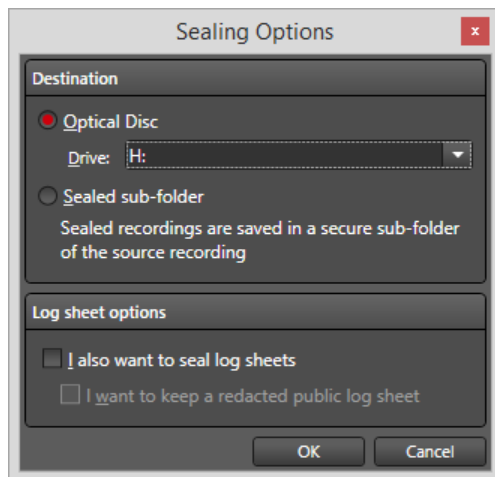 Sealing Options
x
Destination
Optical Disc
Drive: H:
Sealed sub-folder
Sealed recordings are saved in a secure sub-folder
of the source recording
Log sheet options
I also want to seal log sheets
I want to keep a redacted public log sheet
OK Cancel